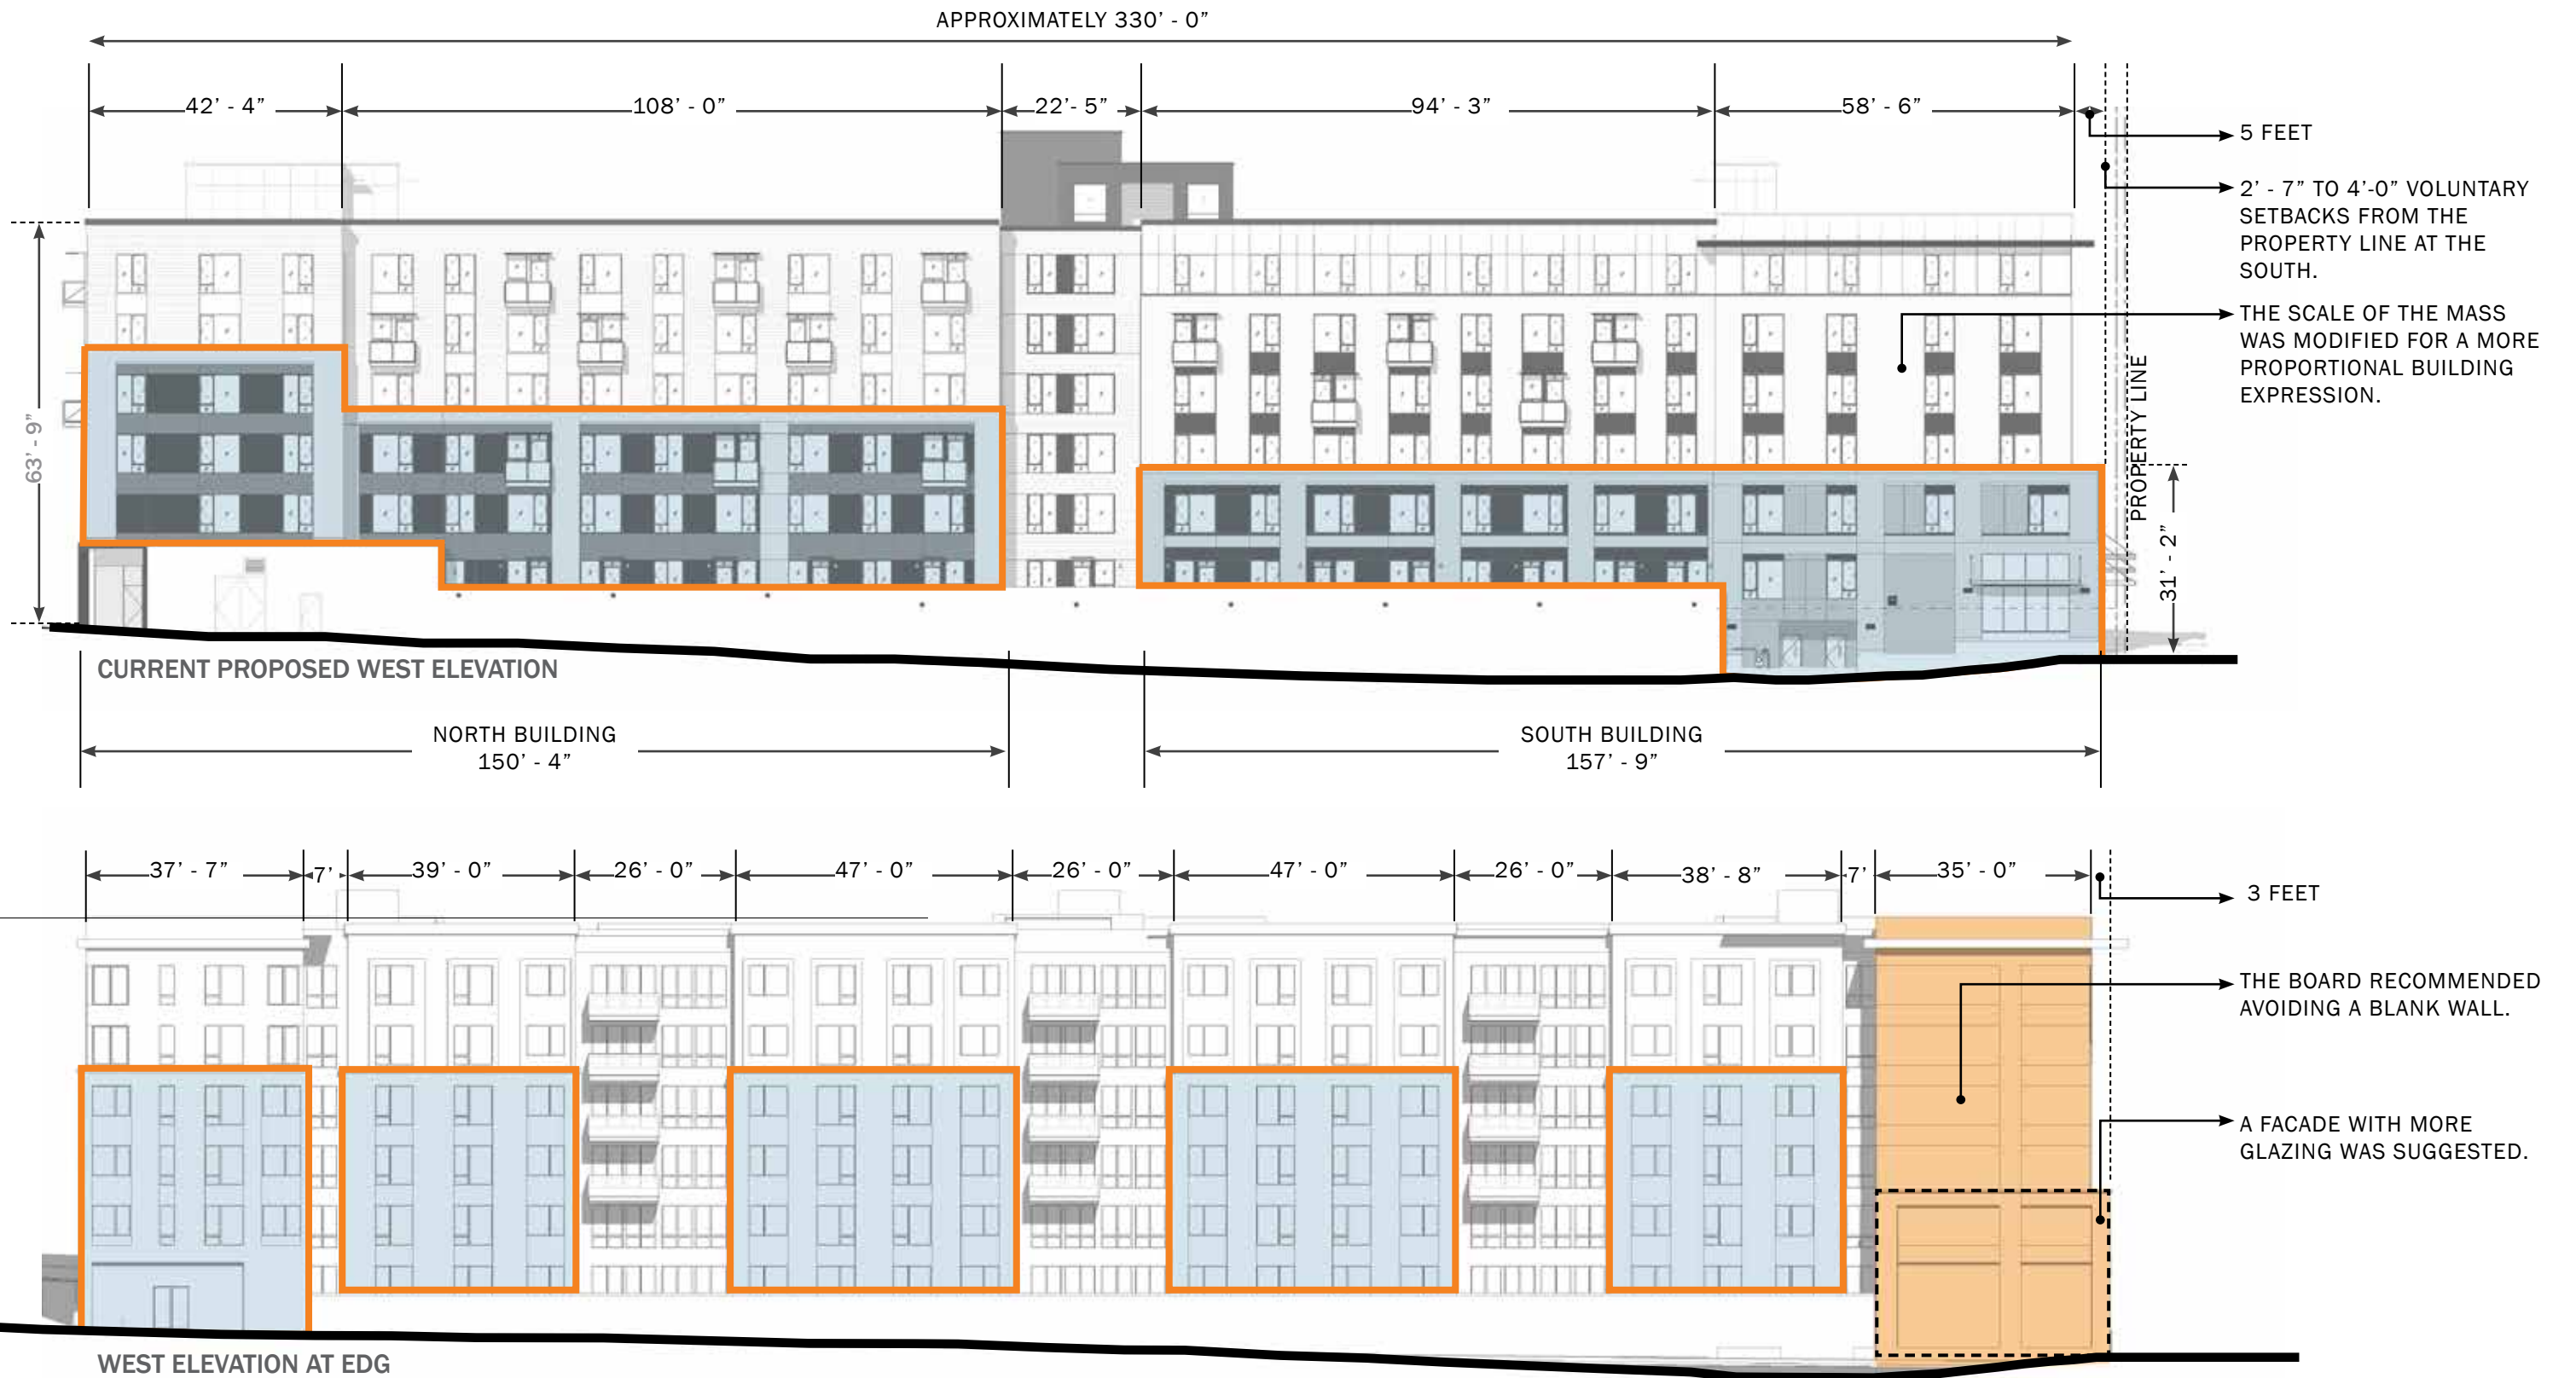 APPROXIMATELY 330’ - 0”
42’ - 4”
108’ - 0”
22’- 5”
94’ - 3”
58’ - 6”
5 FEET
2’ - 7” TO 4’-0” VOLUNTARY
SETBACKS FROM THE
PROPERTY LINE AT THE
SOUTH.
THE SCALE OF THE MASS
WAS MODIFIED FOR A MORE
PROPORTIONAL BUILDING
EXPRESSION.
63’ - 9”
PROPERTY LINE
31’ - 2”
CURRENT PROPOSED WEST ELEVATION
NORTH BUILDING
150’ - 4”
SOUTH BUILDING
157’ - 9”
37’ - 7”
7’
39’ - 0”
26’ - 0”
47’ - 0”
26’ - 0”
47’ - 0”
26’ - 0”
38’ - 8”
7’
35’ - 0”
3 FEET
THE BOARD RECOMMENDED
AVOIDING A BLANK WALL.
A FACADE WITH MORE
GLAZING WAS SUGGESTED.
WEST ELEVATION AT EDG